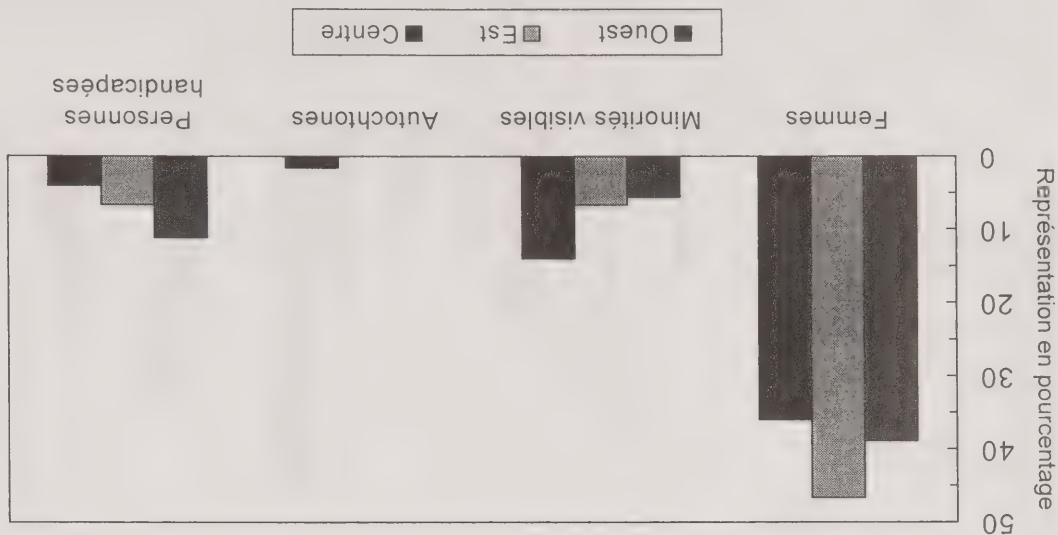 Représentation en pourcentage
50
40
30
20
10
0
Femmes
Minorités visibles
Autochtones
Personnes
handicapées
Ouest Est Centre